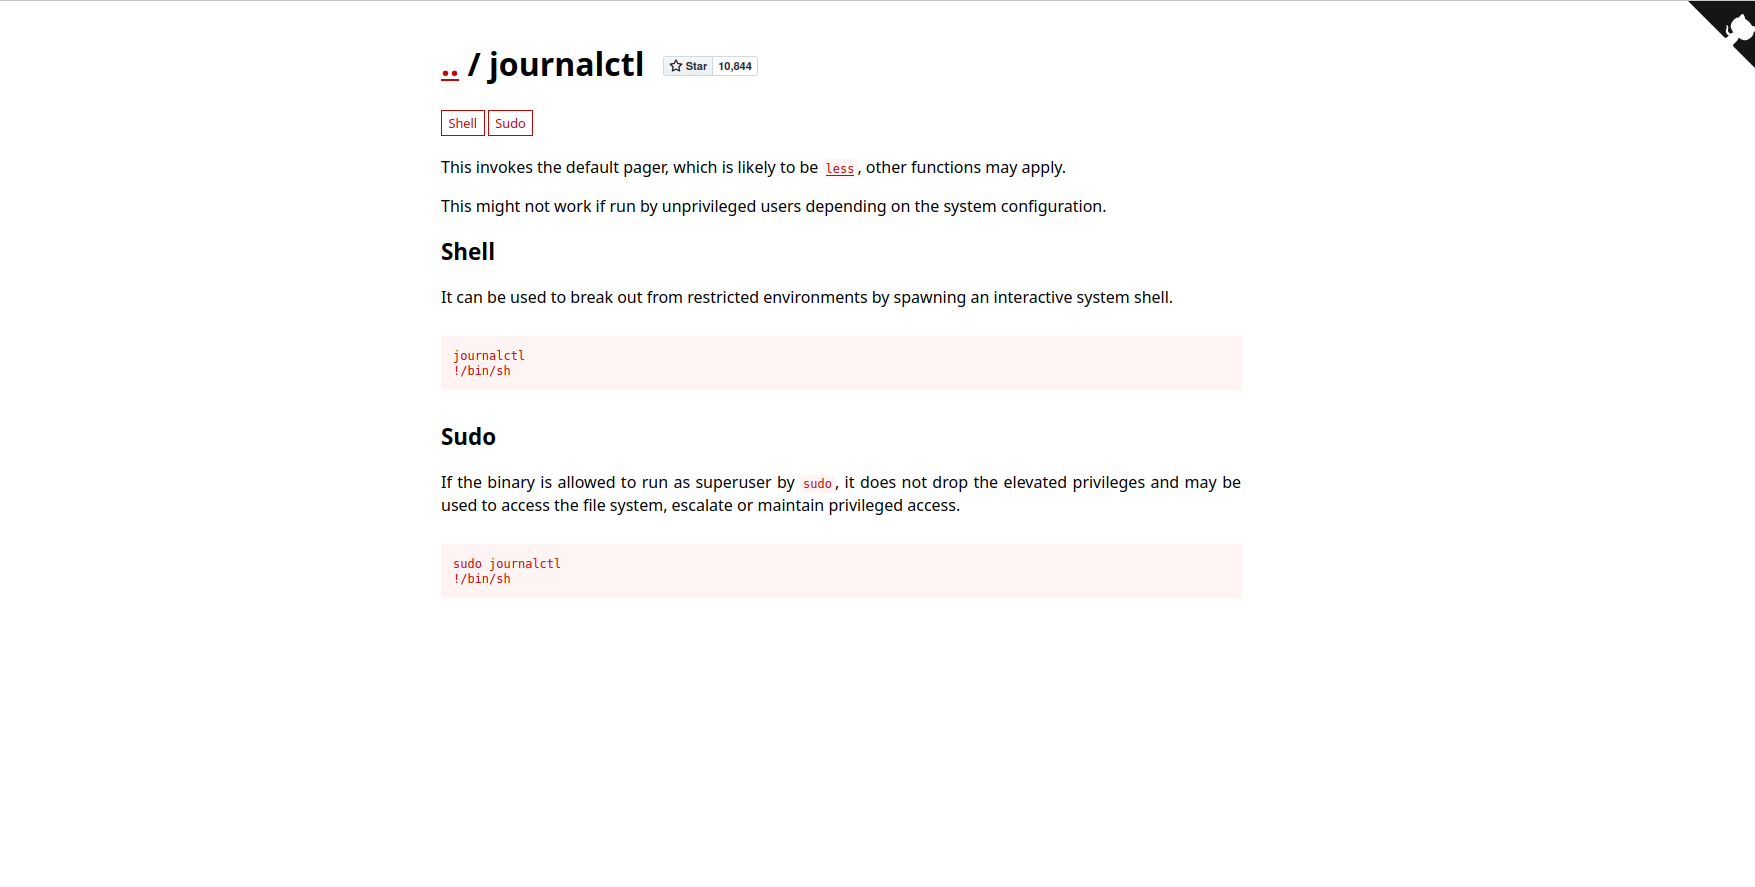 .. / journalctl Star 10,844
Shell Sudo
This invokes the default pager, which is likely to be less, other functions may apply.
This might not work if run by unprivileged users depending on the system configuration.
Shell
It can be used to break out from restricted environments by spawning an interactive system shell.
journalctl
!/bin/sh
Sudo
If the binary is allowed to run as superuser by sudo, it does not drop the elevated privileges and may be
used to access the file system, escalate or maintain privileged access.
sudo journalctl
!/bin/sh